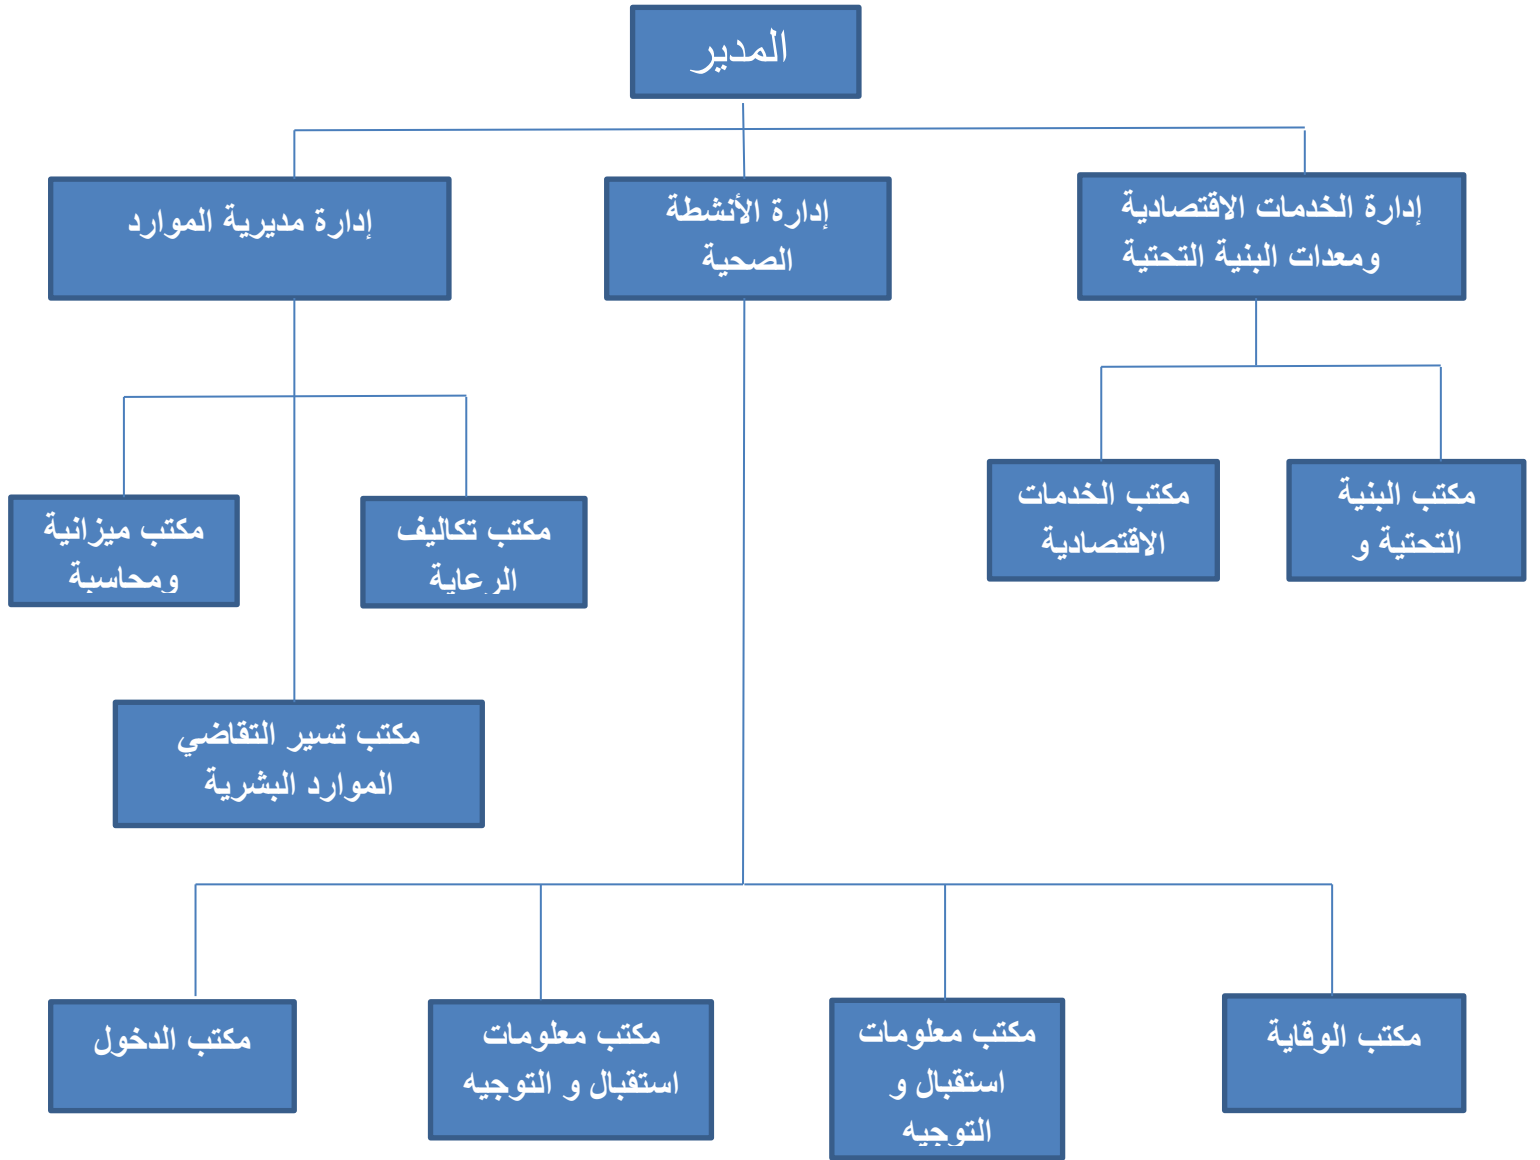 المدير
إدارة الخدمات الاقتصادية
ومعدات البنية التحتية
إدارة الأنشطة
الصحية
إدارة مديرية الموارد
مكتب البنية
التحتية و
مكتب الخدمات
الاقتصادية
مكتب تكاليف
الرعاية
مكتب ميزانية
ومحاسبة
مكتب تسير التقاضي
الموارد البشرية
مكتب الوقاية
مكتب معلومات
استقبال و
التوجيه
مكتب معلومات
استقبال و التوجيه
مكتب الدخول